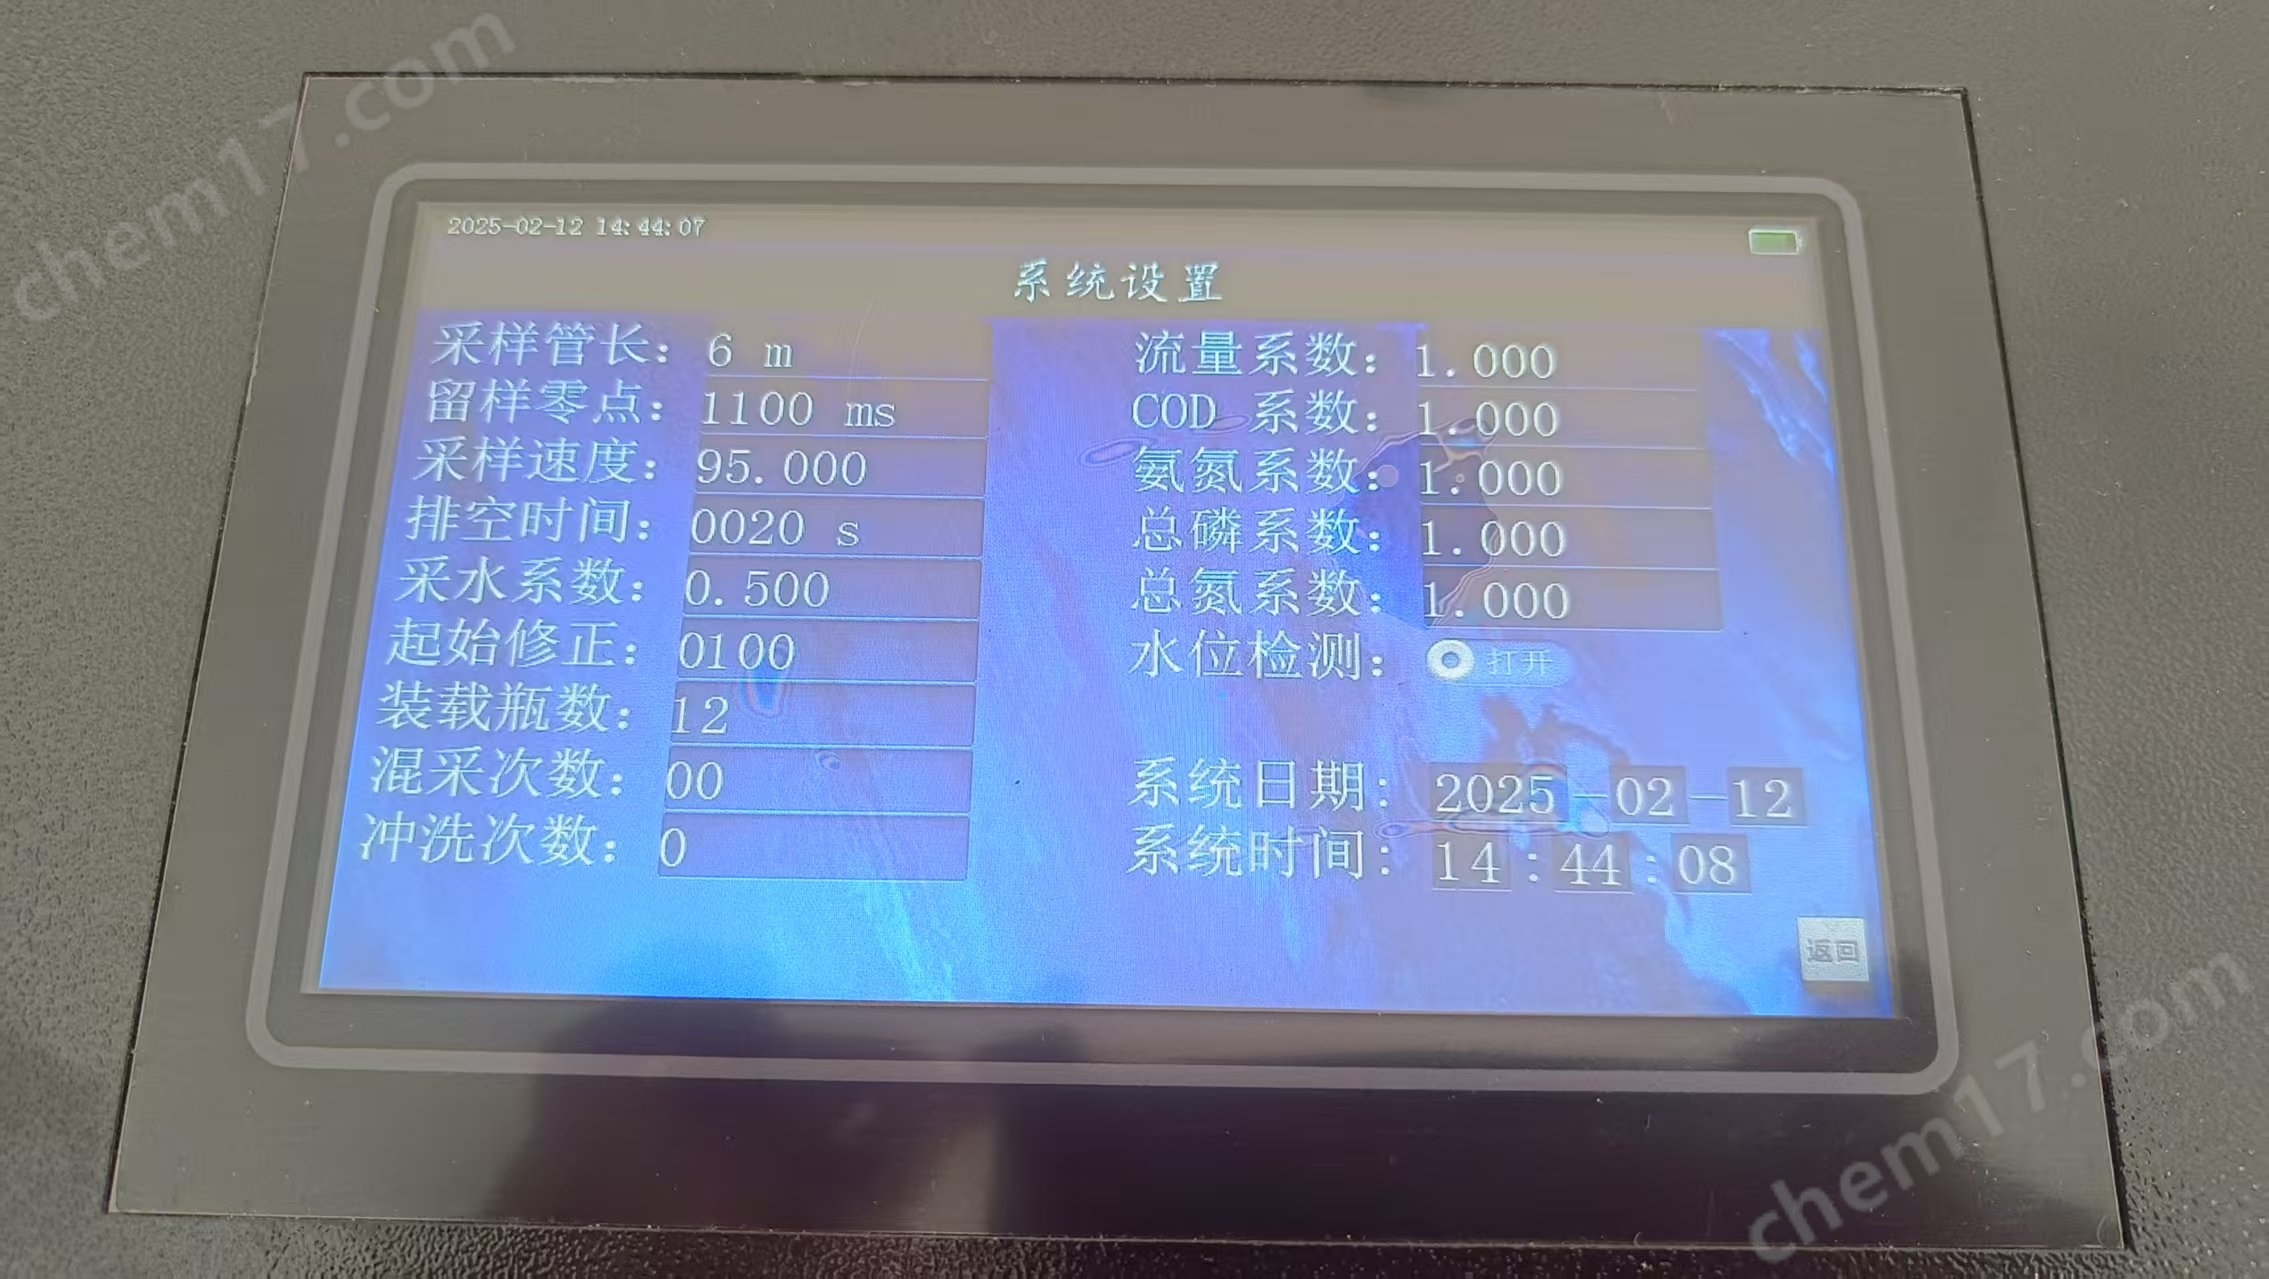 chem17.com
2025-02-12 14:44:07
系统设置
采样管长: 6 m
留样零点: 1100 ms
采样速度: 95.000
排空时间: 0020 s
采水系数: 0.500
起始修正: 0100
装载瓶数: 12
混采次数: 00
冲洗次数: 0
流量系数: 1.000
COD 系数: 1.000
氨氮系数: 1.000
总磷系数: 1.000
总氮系数: 1.000
水位检测: 打开
系统日期: 2025-02-12
系统时间: 14:44:08
返回
chem17.com